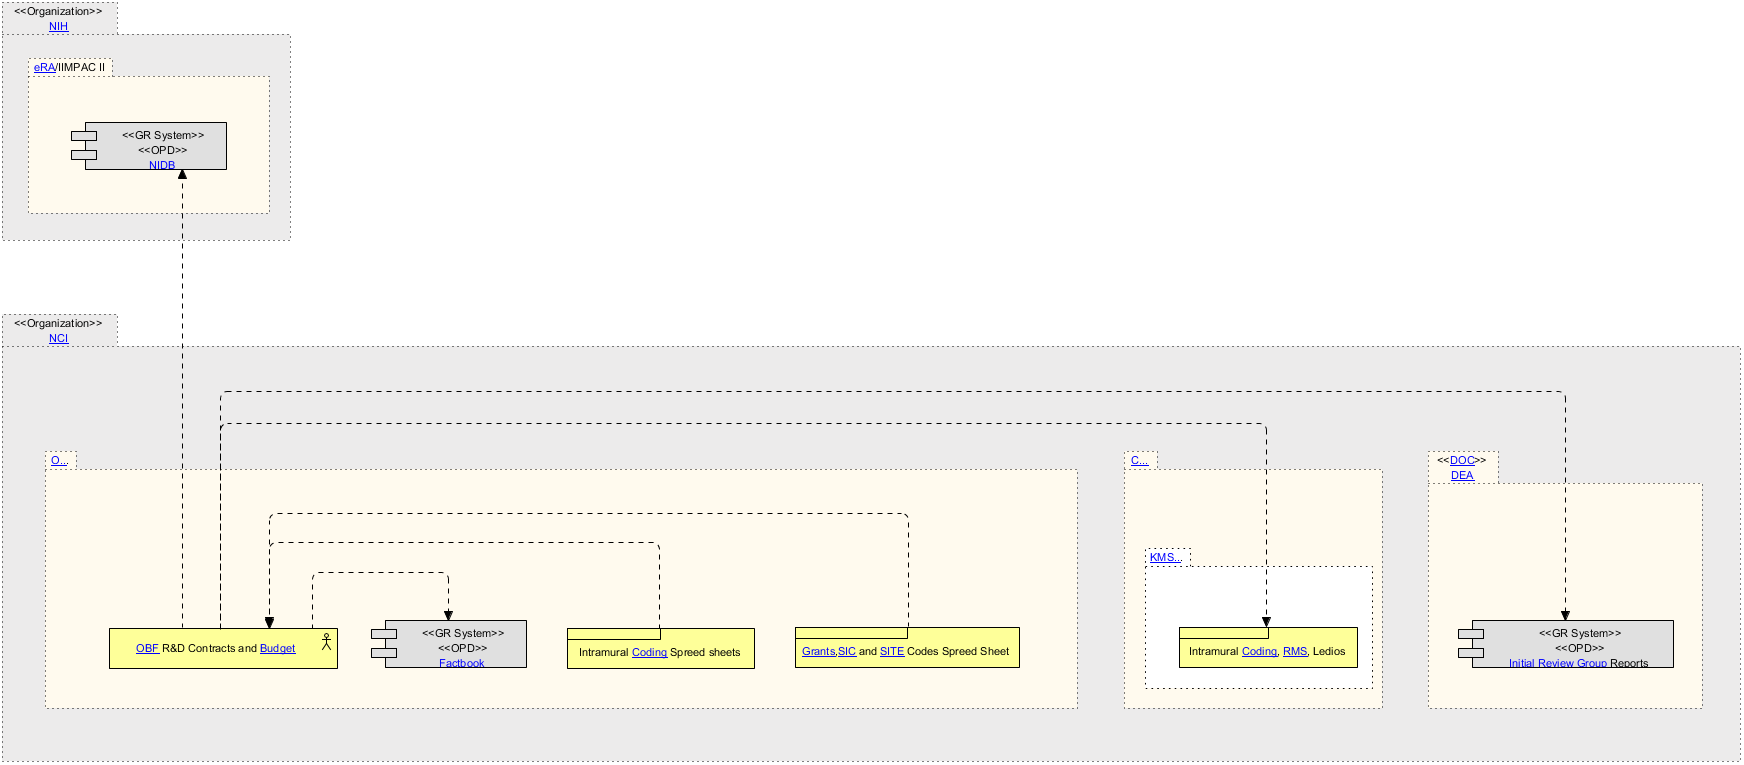 <<Organization>>
NIH
eRA/IIMPAC II
<<GR System>>
<<OPD>>
NIDB
<<Organization>>
NCI
O...
C...
<<DOC>>
DEA
KMS...
OBF R&D Contracts and Budget
<<GR System>>
<<OPD>>
Factbook
Intramural Coding Spreed sheets
Grants,SIC and SITE Codes Spreed Sheet
Intramural Coding, RMS, Ledios
<<GR System>>
<<OPD>>
Initial Review Group Reports